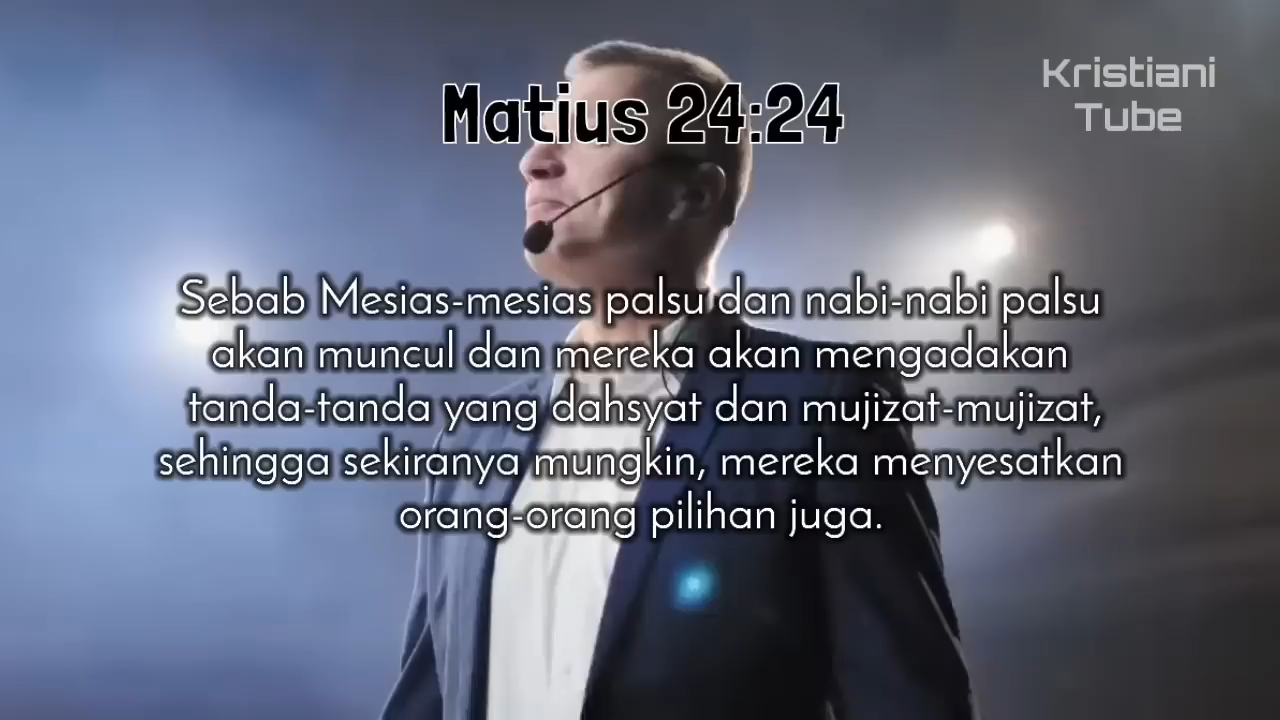 Kristiani
Tube
Matius 24:24
Sebab Mesias-mesias palsu dan nabi-nabi palsu
akan muncul dan mereka akan mengadakan
tanda-tanda yang dahsyat dan mujizat-mujizat,
sehingga sekiranya mungkin, mereka menyesatkan
orang-orang pilihan juga.